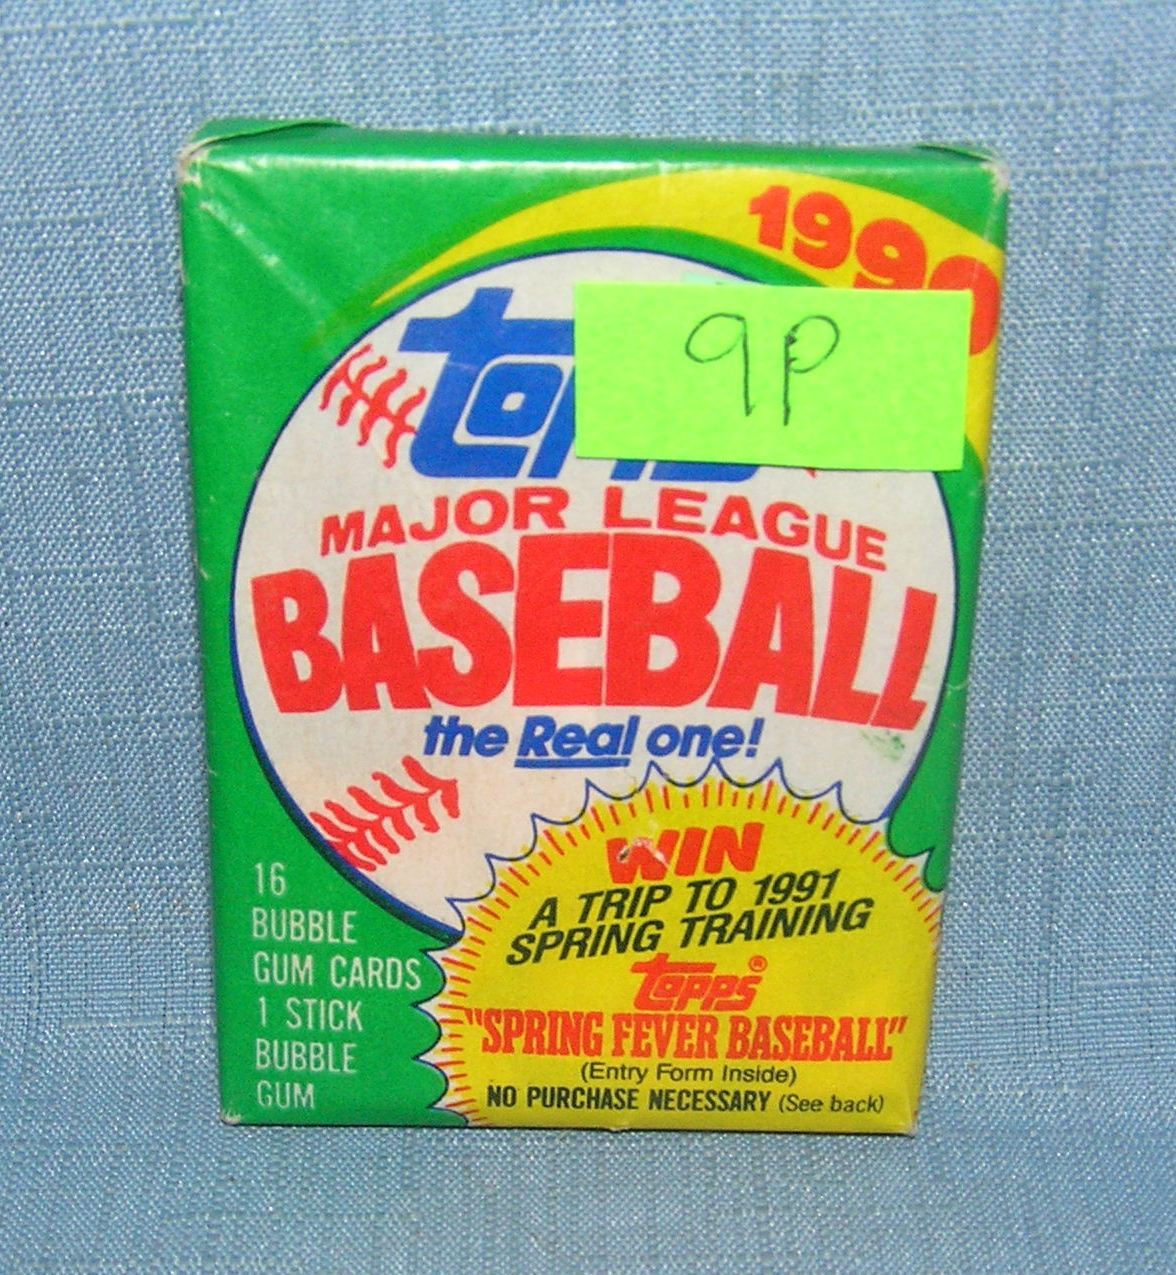 1990
Topps
9P
MAJOR LEAGUE
BASEBALL
the Real one!
WIN
A TRIP TO 1991
SPRING TRAINING
TOPPS®
"SPRING FEVER BASEBALL"
(Entry Form Inside)
NO PURCHASE NECESSARY (See back)
16
BUBBLE
GUM CARDS
1 STICK
BUBBLE
GUM